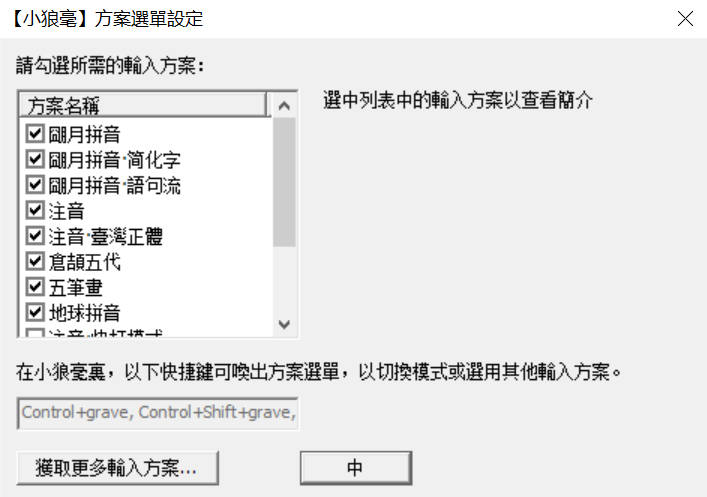 【小狼毫】方案選單設定
請勾選所需的輸入方案：
方案名稱
選中列表中的輸入方案以查看簡介
朙月拼音
朙月拼音·简化字
朙月拼音·語句流
注音
注音·臺灣正體
倉頡五代
五筆畫
地球拼音
注音·快打模式
在小狼毫裏，以下快捷鍵可喚出方案選單，以切換模式或選用其他輸入方案。
Control+grave, Control+Shift+grave,
獲取更多輸入方案...
中